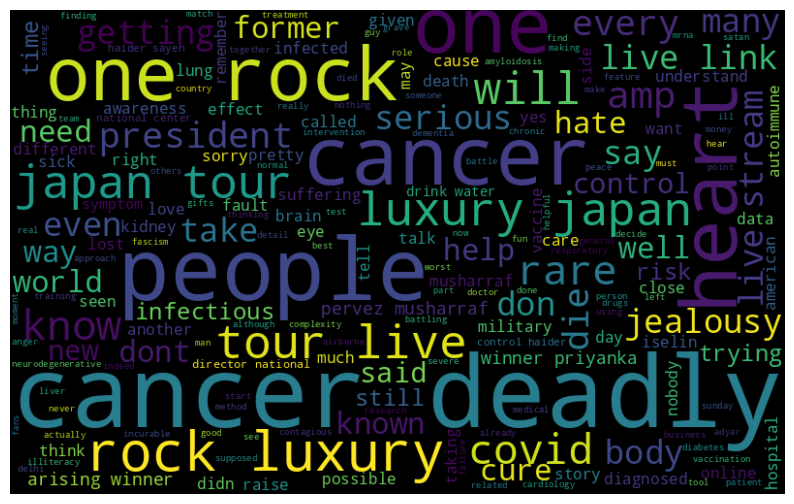 finding
treatment
guy
grave
match
given
seeing
haider sayeh
getting
time
former
infected
one
every many
mrna
satan
find
making
together
remember
role
may
died
cause
side
live link
understand
one rock
lung
country
will
amp
heart
autoimmune
thing
team
awareness
effect
really
someone
nothing
amyloidosis
feature
make
ill
money
need
national center
president
called
intervention
death
serious
yes
hate
want
stream
live
different
right
sorry
pretty
dementia
chronic
cancer
say
must
hear
sick
others
normal
battle
peace
point
japan tour
suffering
symptom
love
gifts
thinking
test
drink water
luxury japan
control
data
even
kidney
fault
brain
now
vaccine
helpful
decide
real
fascism
detail
eye
talk
fun
care
general
respiratory
way
lost
take
approach
best
tell
help
well
american
world
people
worst
part
doctor
done
rare
risk
close
seen
musharraf
don
die
person
drugs
left
using
training
moment
infectious
pervez musharraf
know
another
although
complexity
battling
military
day
jealousy
anger
new dont
man
airborne
control haider
iselin
tour live
director national
much
winner priyanka
trying
neurodegenerative
indeed
severe
said
liver
cancer deadly
nobody
never
start
method
still
known
research
medical
sunday
fans
actually
incurable
good
see
contagious
already
business
adyar
hospital
rock luxury
covid
body
think
supposed
taking
failure
cure
diabetes
vaccination
illiteracy
story
online
delhi
arising winner
didn
raise
possible
related
cardiology
diagnosed
tool
patient